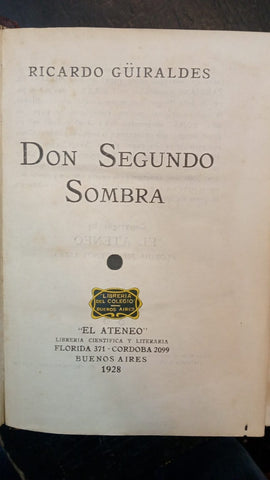 RICARDO GÜIRALDES
DON SEGUNDO
SOMBRA
LIBRERIA
DEL COLEGIO
BUENOS AIRES
"EL ATENEO"
LIBRERIA CIENTIFICA Y LITERARIA
FLORIDA 371 - CORDOBA 2099
BUENOS AIRES
1928